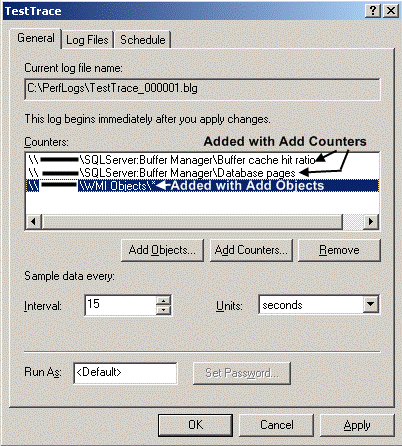 TestTrace
General Log Files Schedule
Current log file name:
C:\PerfLogs\TestTrace_000001.blg
This log begins immediately after you apply changes.
Counters:
Added with Add Counters
\\ \SQLServer:Buffer Manager\Buffer cache hit ratio
\\ \SQLServer:Buffer Manager\Database pages
\\ \WMI Objects\* Added with Add Objects
Add Objects... Add Counters... Remove
Sample data every:
Interval: 15 Units: seconds
Run As: <Default> Set Password...
OK Cancel Apply